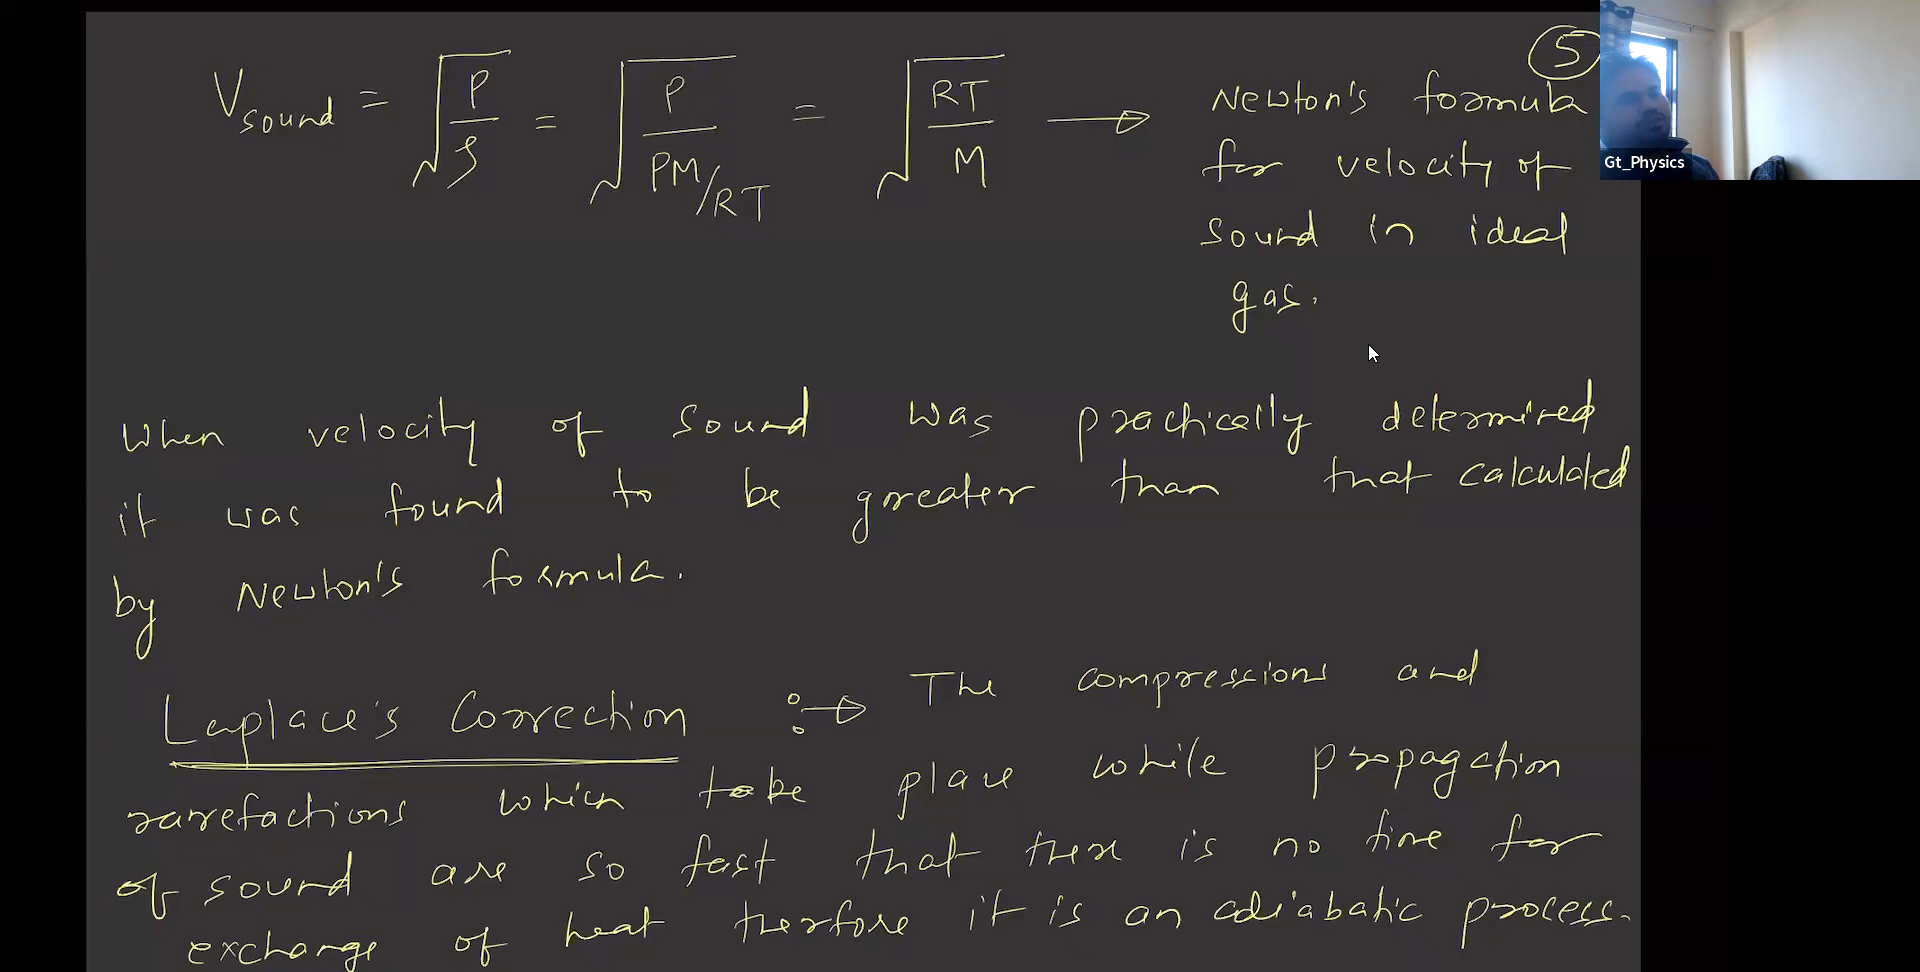 5
V sound = √(P/ρ) = √(P/(PM/RT)) = √(RT/M) → Newton's formula
for velocity of
sound in ideal
gas.
Gt_Physics
When velocity of sound was practically determined
it was found to be greater than that calculated
by Newton's formula.
Laplace's Correction :→ The compressions and
rarefactions which take place while propagation
of sound are so fast that there is no time for
exchange of heat therfore it is an adiabatic process.